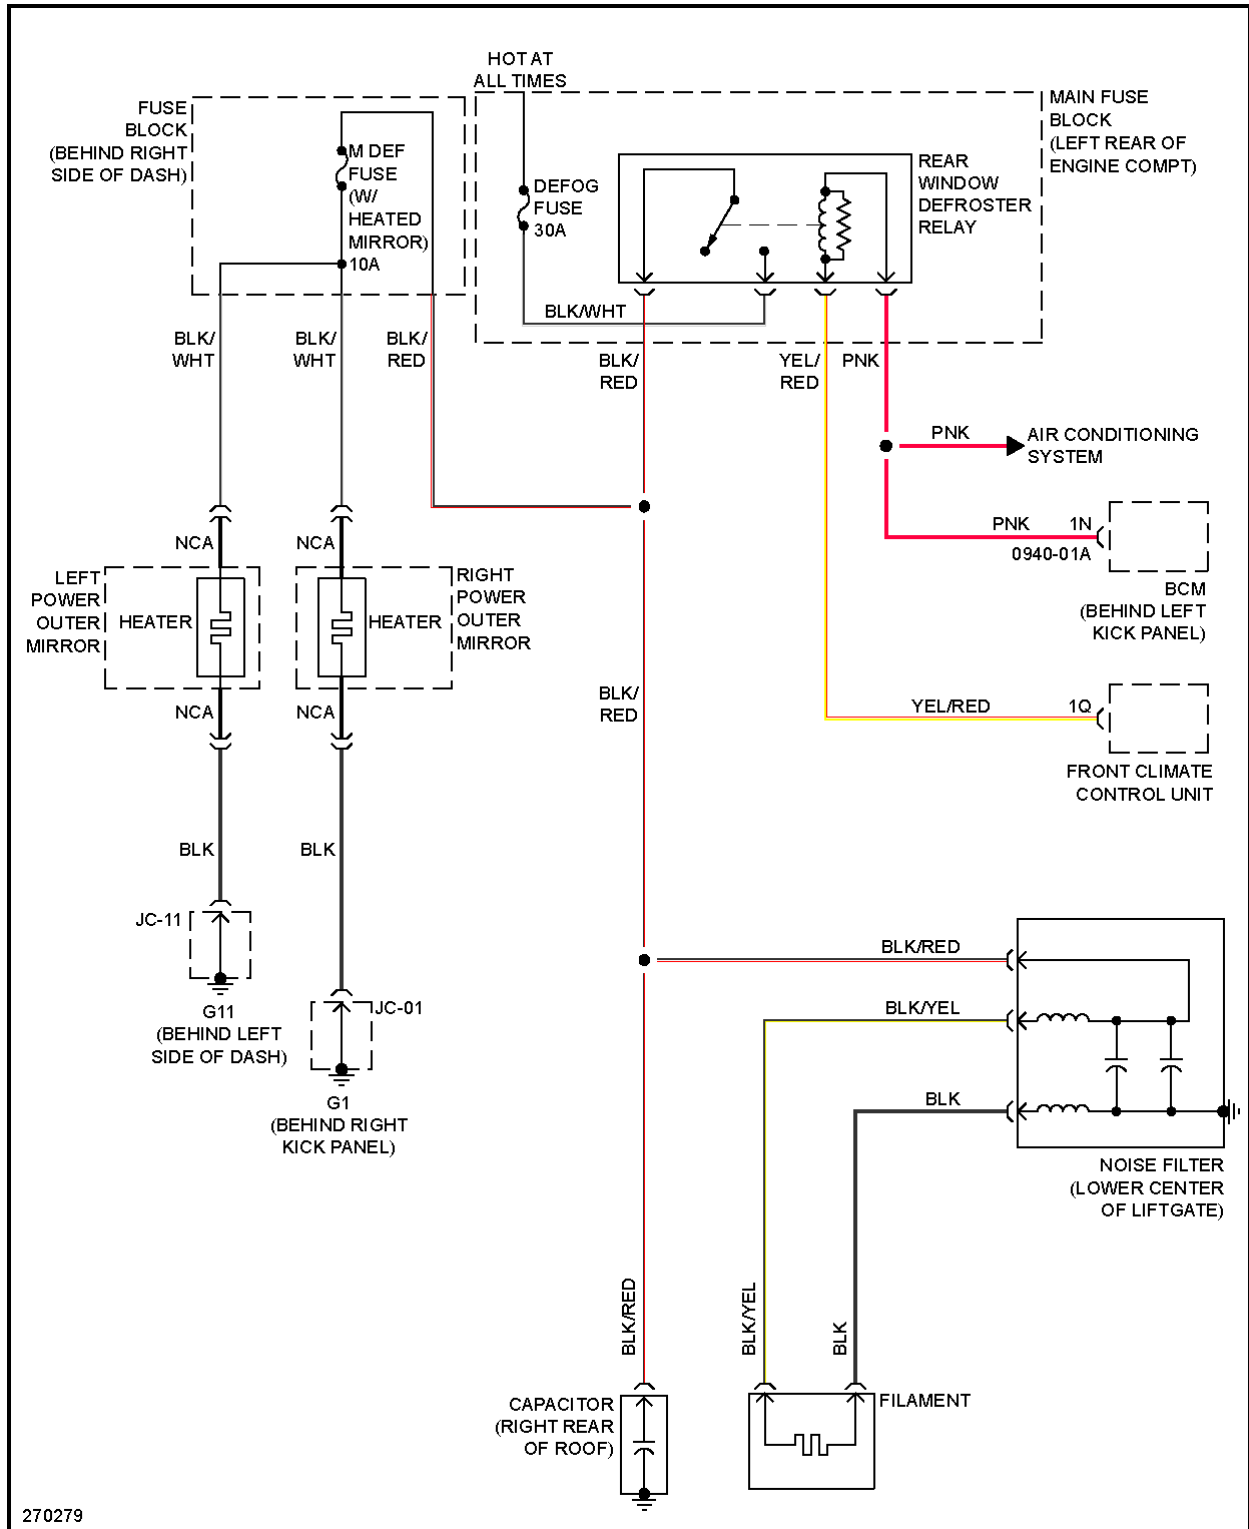 HOT AT
ALL TIMES
FUSE
BLOCK
(BEHIND RIGHT
SIDE OF DASH)
M DEF
FUSE
(W/
HEATED
MIRROR)
10A
DEFOG
FUSE
30A
REAR
WINDOW
DEFROSTER
RELAY
MAIN FUSE
BLOCK
(LEFT REAR OF
ENGINE COMPT)
BLK/WHT
BLK/
WHT
BLK/
WHT
BLK/
RED
BLK/
RED
YEL/
RED
PNK
PNK
AIR CONDITIONING
SYSTEM
PNK
1N
0940-01A
BCM
(BEHIND LEFT
KICK PANEL)
NCA
NCA
LEFT
POWER
OUTER
MIRROR
HEATER
HEATER
RIGHT
POWER
OUTER
MIRROR
NCA
NCA
BLK/
RED
YEL/RED
1Q
FRONT CLIMATE
CONTROL UNIT
BLK
BLK
JC-11
G11
(BEHIND LEFT
SIDE OF DASH)
JC-01
G1
(BEHIND RIGHT
KICK PANEL)
BLK/RED
BLK/YEL
BLK
NOISE FILTER
(LOWER CENTER
OF LIFTGATE)
BLK/RED
BLK/YEL
BLK
CAPACITOR
(RIGHT REAR
OF ROOF)
FILAMENT
270279